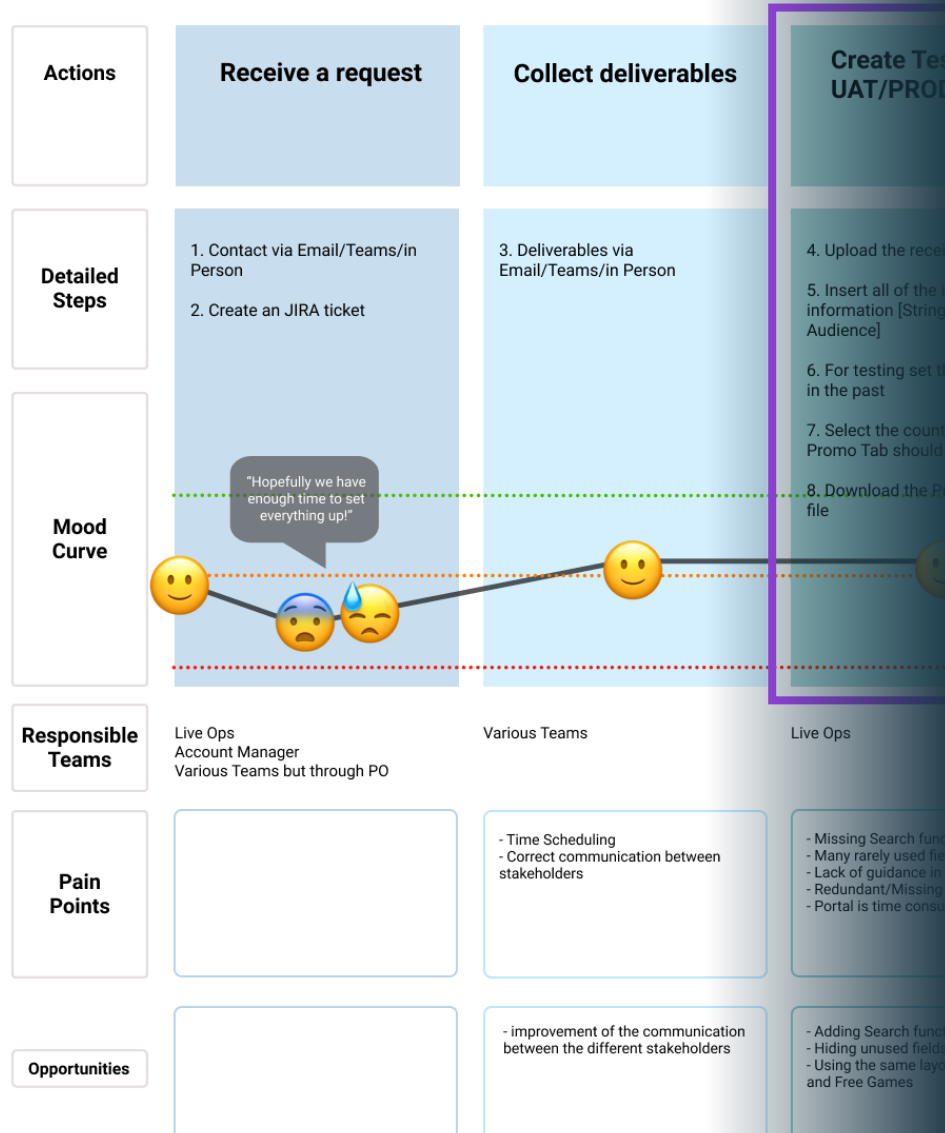 Actions
Receive a request
Collect deliverables
Create
UAT/PROD
Detailed
Steps
1. Contact via Email/Teams/in
Person
2. Create an JIRA ticket
3. Deliverables via
Email/Teams/in Person
4. Upload the
5. Insert all of the
information [String
Audience]
6. For testing set
in the past
7. Select the
Promo Tab should
8. Download the
file
Mood
Curve
“Hopefully we have
enough time to set
everything up!”
Responsible
Teams
Live Ops
Account Manager
Various Teams but through PO
Various Teams
Live Ops
Pain
Points
- Time Scheduling
- Correct communication between
stakeholders
- Missing Search
- Many rarely used
- Lack of guidance in
- Redundant/Missing
- Portal is time
Opportunities
- improvement of the communication
between the different stakeholders
- Adding Search
- Hiding unused
- Using the same
and Free Games